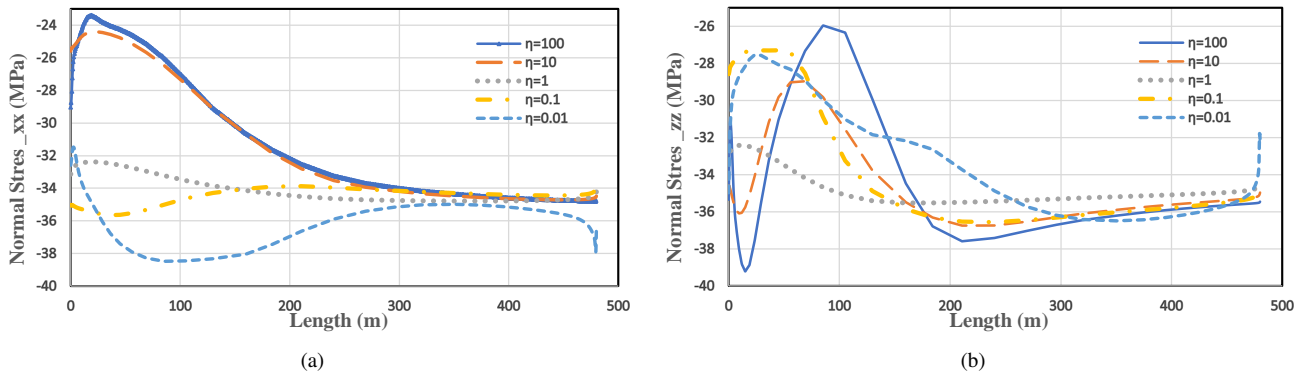 Normal Stres _xx (MPa)
-24
-26
-28
-30
-32
-34
-36
-38
-40
0
100
200
300
400
500
Length (m)
η=100
η=10
η=1
η=0.1
η=0.01
(a)
Normal Stres _zz (MPa)
-26
-28
-30
-32
-34
-36
-38
-40
0
100
200
300
400
500
Length (m)
η=100
η=10
η=1
η=0.1
η=0.01
(b)